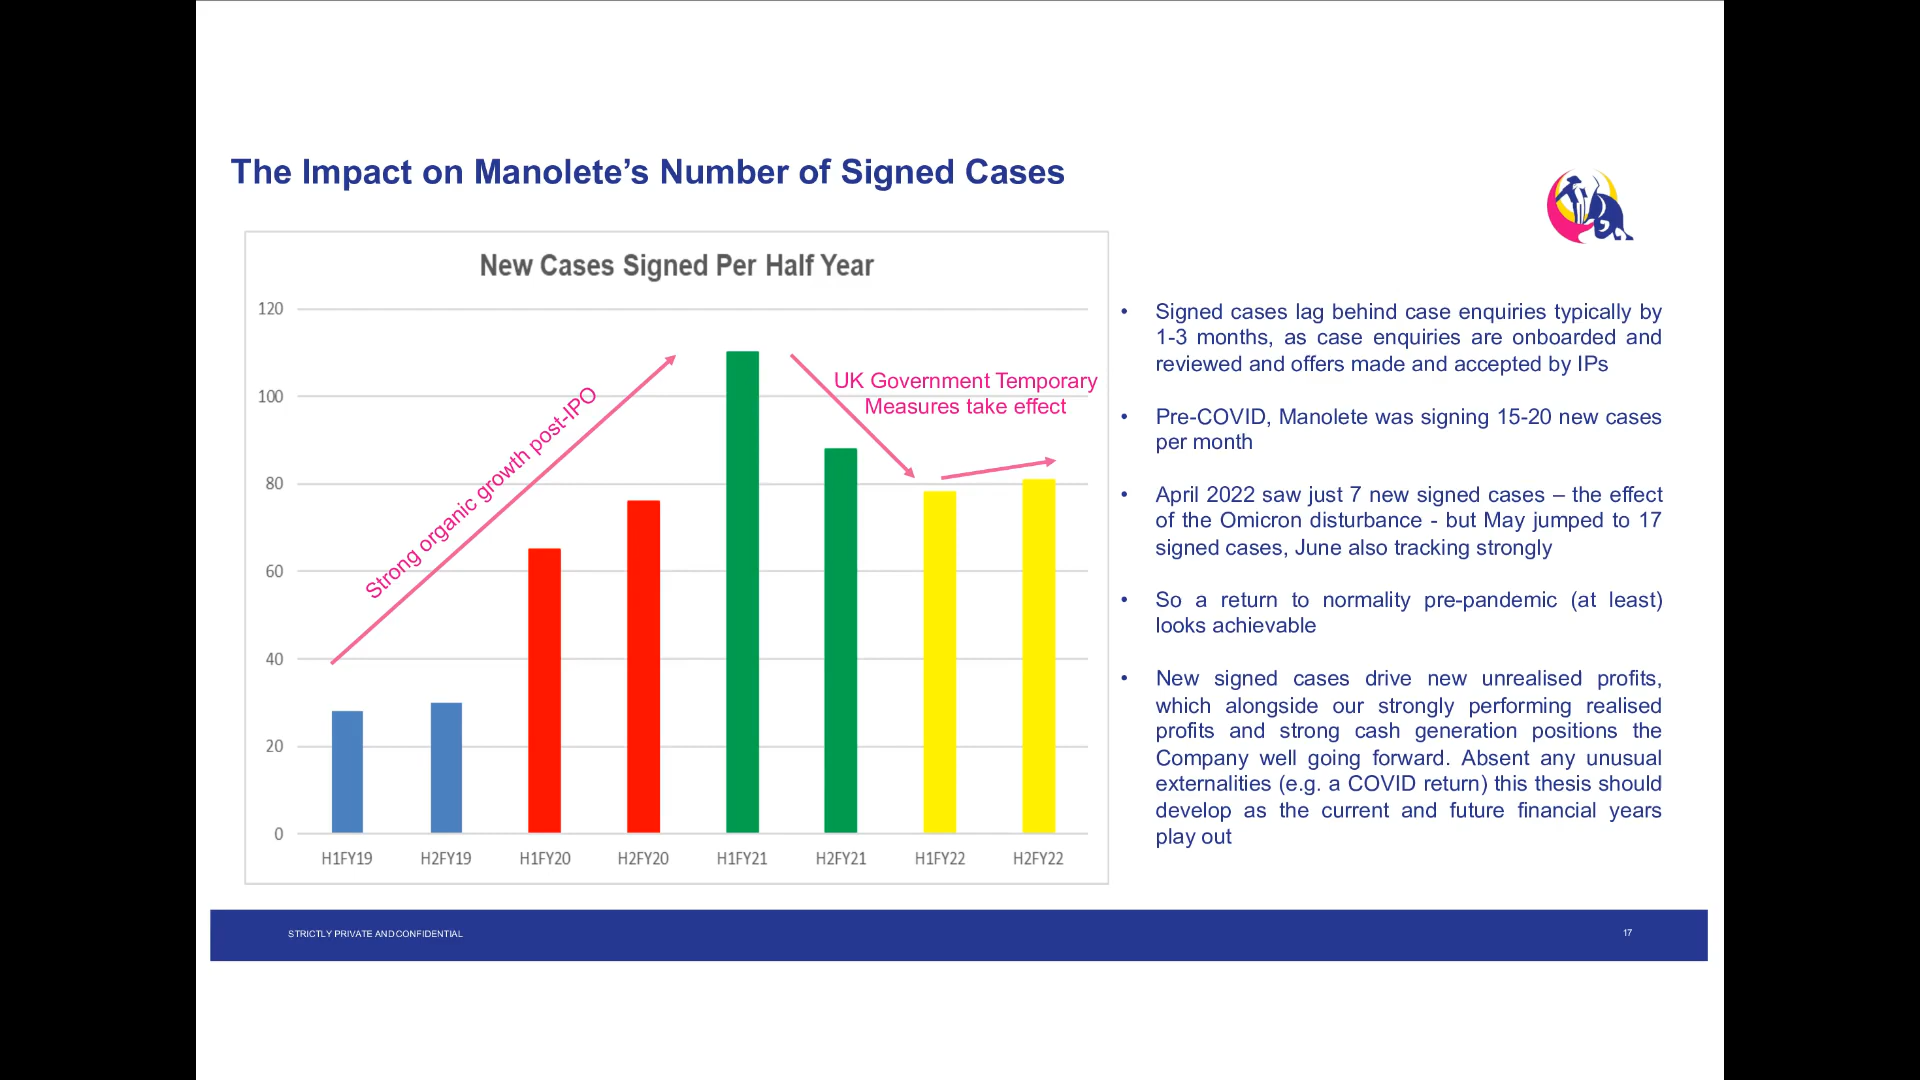 The Impact on Manolete’s Number of Signed Cases
New Cases Signed Per Half Year
120
100
80
60
40
20
0
H1FY19 H2FY19 H1FY20 H2FY20 H1FY21 H2FY21 H1FY22 H2FY22
Strong organic growth post-IPO
UK Government Temporary
Measures take effect
• Signed cases lag behind case enquiries typically by
1-3 months, as case enquiries are onboarded and
reviewed and offers made and accepted by IPs
• Pre-COVID, Manolete was signing 15-20 new cases
per month
• April 2022 saw just 7 new signed cases – the effect
of the Omicron disturbance - but May jumped to 17
signed cases, June also tracking strongly
• So a return to normality pre-pandemic (at least)
looks achievable
• New signed cases drive new unrealised profits,
which alongside our strongly performing realised
profits and strong cash generation positions the
Company well going forward. Absent any unusual
externalities (e.g. a COVID return) this thesis should
develop as the current and future financial years
play out
STRICTLY PRIVATE AND CONFIDENTIAL
17